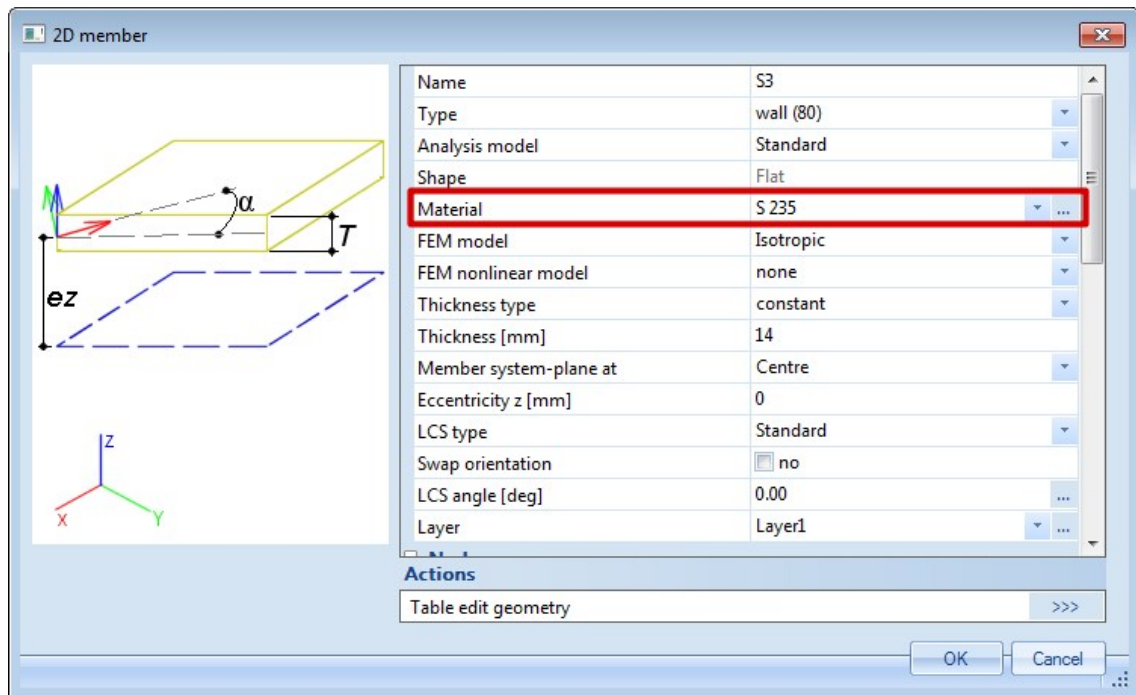 2D member
Name S3
Type wall (80)
Analysis model Standard
Shape Flat
Material S 235 ...
FEM model Isotropic
FEM nonlinear model none
Thickness type constant
Thickness [mm] 14
Member system-plane at Centre
Eccentricity z [mm] 0
LCS type Standard
Swap orientation no
LCS angle [deg] 0.00 ...
Layer Layer1 ...
α
T
ez
Z
X Y
Actions
Table edit geometry >>>
OK Cancel